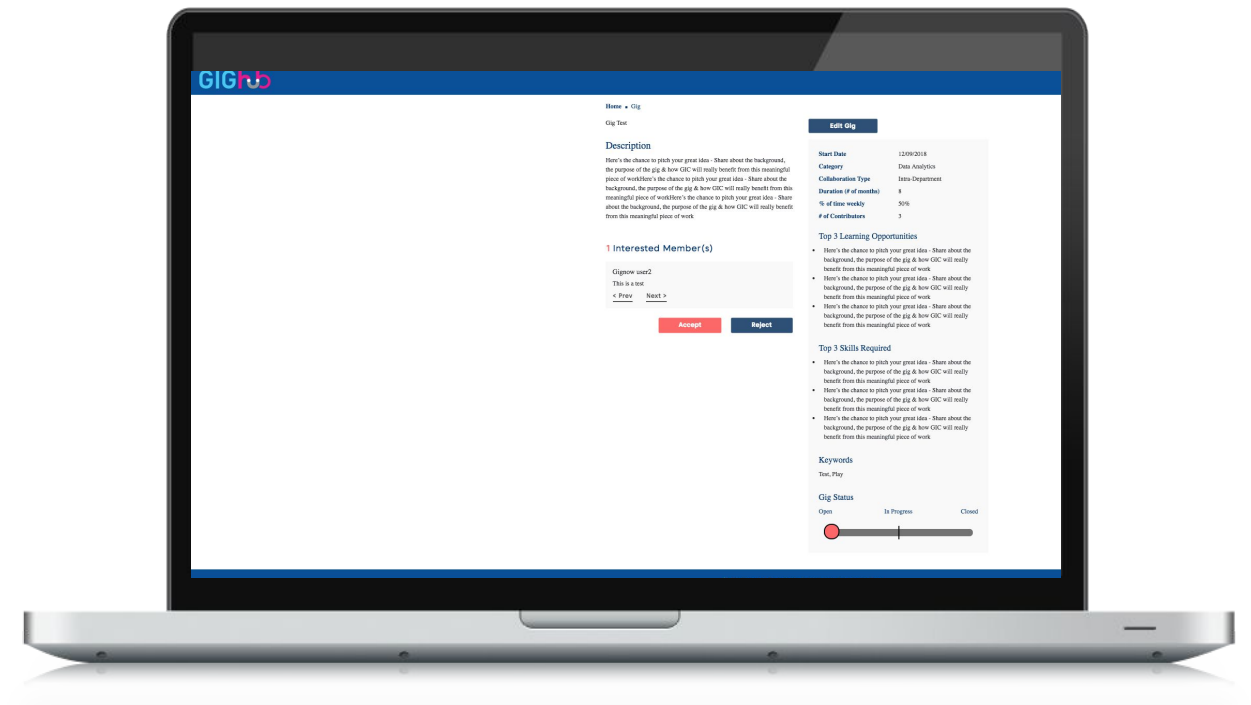 GIGhub
Home • Gig
Gig Test
Description
Here's the chance to pitch your great idea - Share about the background,
the purpose of the gig & how GIC will really benefit from this meaningful
piece of workHere's the chance to pitch your great idea - Share about the
background, the purpose of the gig & how GIC will really benefit from this
meaningful piece of workHere's the chance to pitch your great idea - Share
about the background, the purpose of the gig & how GIC will really benefit
from this meaningful piece of work
1 Interested Member(s)
Gignow user2
This is a test
< Prev Next >
Accept Reject
Edit Gig
Start Date 12/09/2018
Category Data Analytics
Collaboration Type Intra-Department
Duration (# of months) 8
% of time weekly 50%
# of Contributors 3
Top 3 Learning Opportunities
• Here's the chance to pitch your great idea - Share about the
background, the purpose of the gig & how GIC will really
benefit from this meaningful piece of work
• Here's the chance to pitch your great idea - Share about the
background, the purpose of the gig & how GIC will really
benefit from this meaningful piece of work
• Here's the chance to pitch your great idea - Share about the
background, the purpose of the gig & how GIC will really
benefit from this meaningful piece of work
Top 3 Skills Required
• Here's the chance to pitch your great idea - Share about the
background, the purpose of the gig & how GIC will really
benefit from this meaningful piece of work
• Here's the chance to pitch your great idea - Share about the
background, the purpose of the gig & how GIC will really
benefit from this meaningful piece of work
• Here's the chance to pitch your great idea - Share about the
background, the purpose of the gig & how GIC will really
benefit from this meaningful piece of work
Keywords
Test, Play
Gig Status
Open In Progress Closed